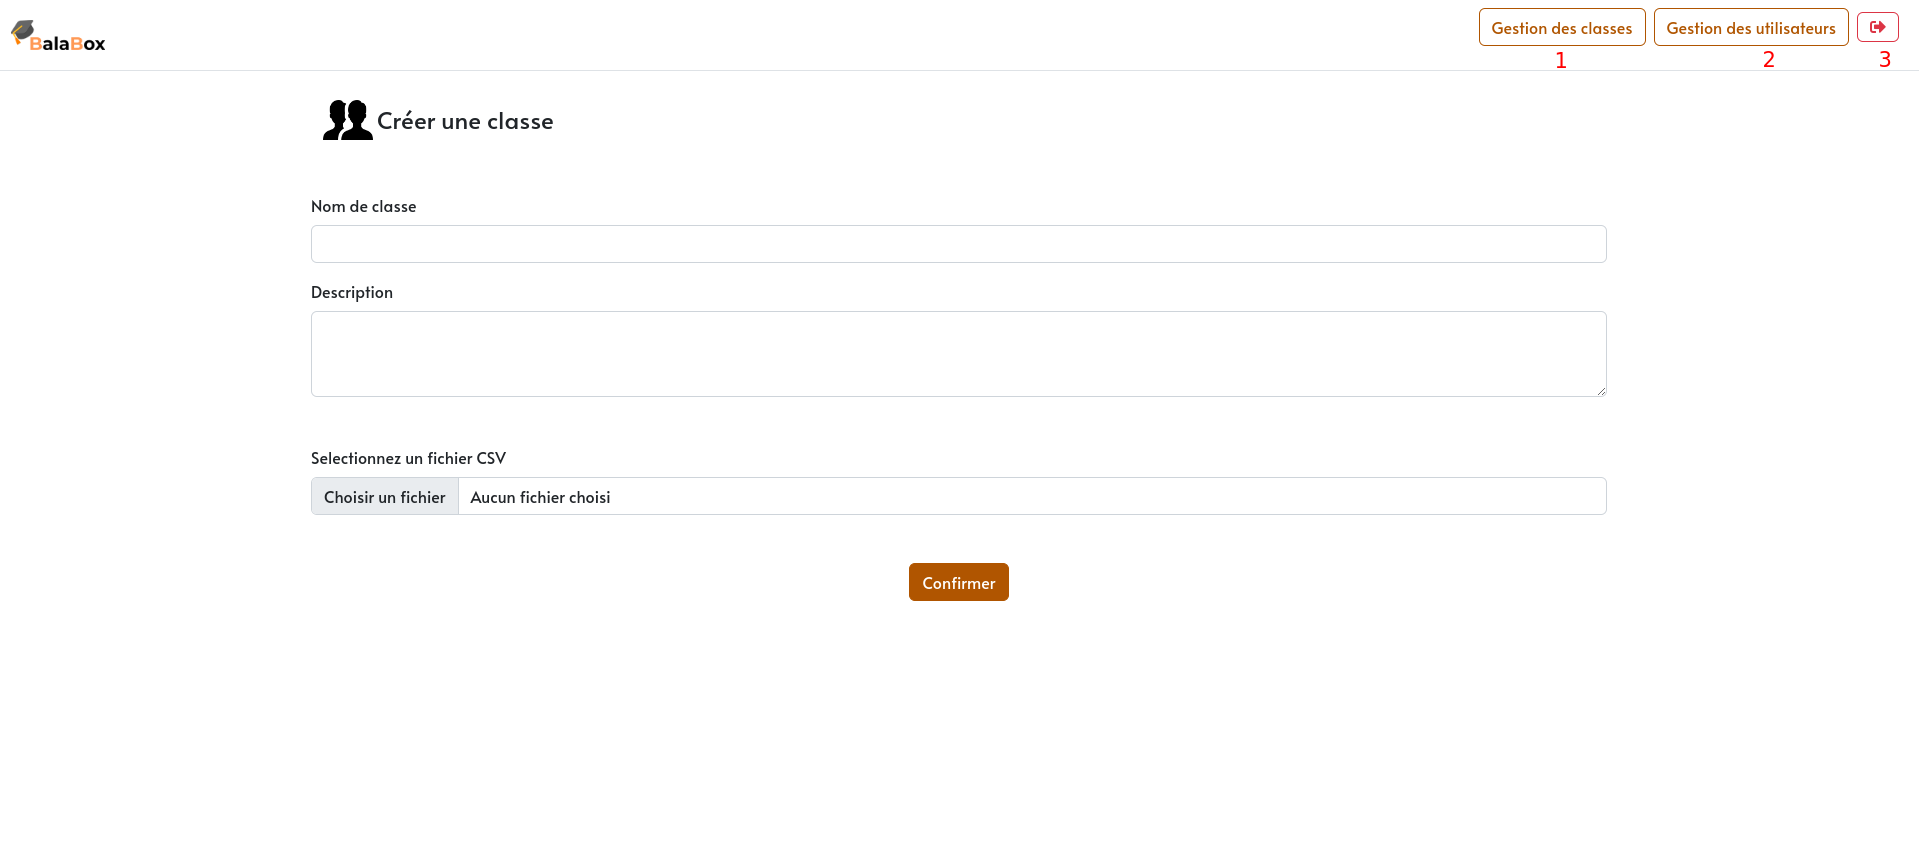 BalaBox
Gestion des classes Gestion des utilisateurs
1 2 3
Créer une classe
Nom de classe
Description
Selectionnez un fichier CSV
Choisir un fichier Aucun fichier choisi
Confirmer